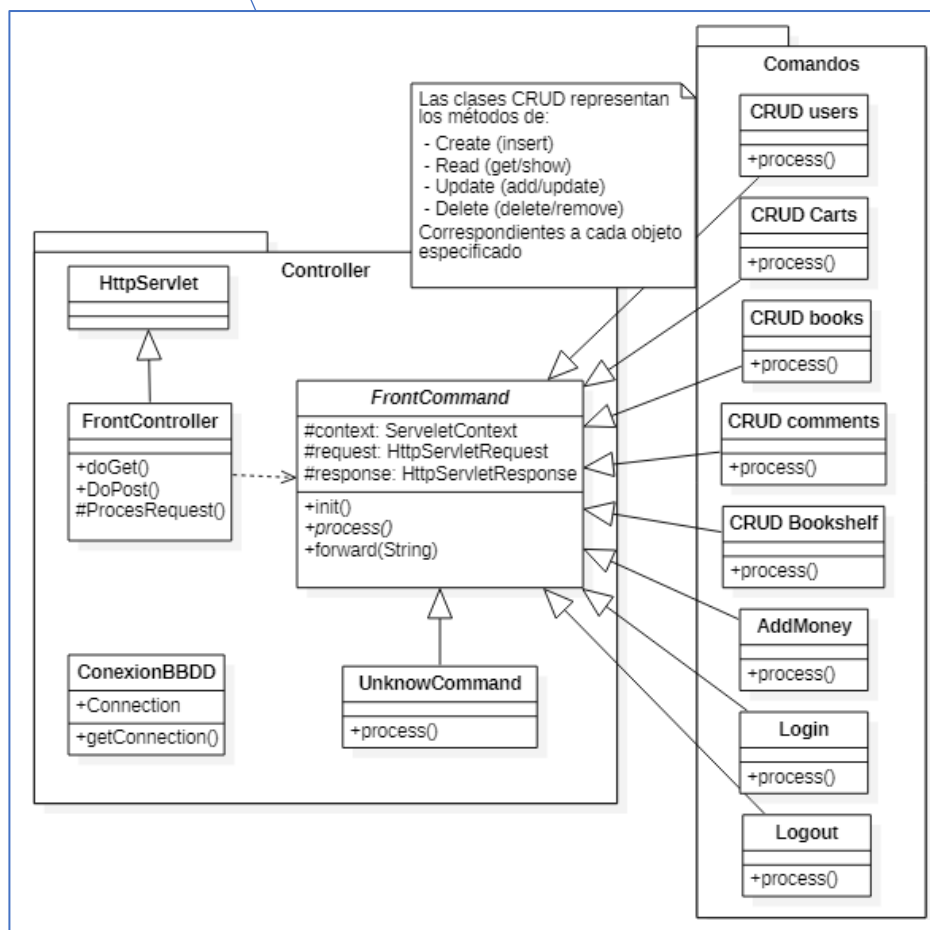 Las clases CRUD representan
los métodos de:
- Create (insert)
- Read (get/show)
- Update (add/update)
- Delete (delete/remove)
Correspondientes a cada objeto
especificado
Controller
HttpServlet
FrontController
+doGet()
+DoPost()
#ProcesRequest()
FrontCommand
#context: ServeletContext
#request: HttpServletRequest
#response: HttpServletResponse
+init()
+process()
+forward(String)
ConexionBBDD
+Connection
+getConnection()
UnknowCommand
+process()
Comandos
CRUD users
+process()
CRUD Carts
+process()
CRUD books
+process()
CRUD comments
+process()
CRUD Bookshelf
+process()
AddMoney
+process()
Login
+process()
Logout
+process()